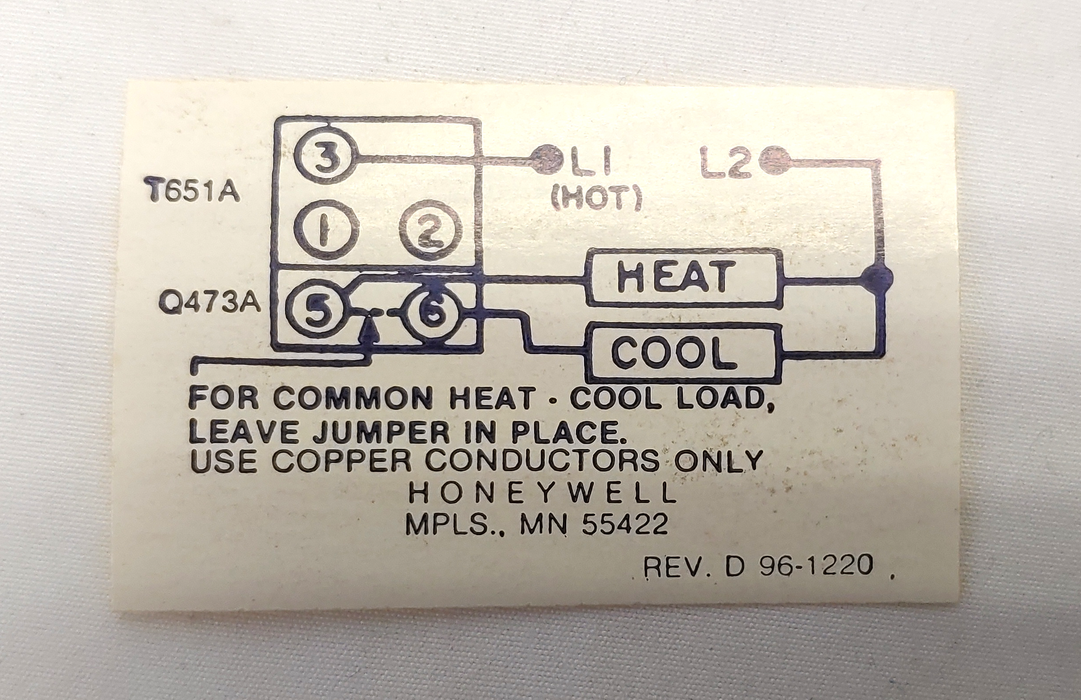 3 L1 L2
(HOT)
T651A
1 2
HEAT
Q473A 5 6
COOL
FOR COMMON HEAT - COOL LOAD,
LEAVE JUMPER IN PLACE.
USE COPPER CONDUCTORS ONLY
HONEYWELL
MPLS., MN 55422
REV. D 96-1220